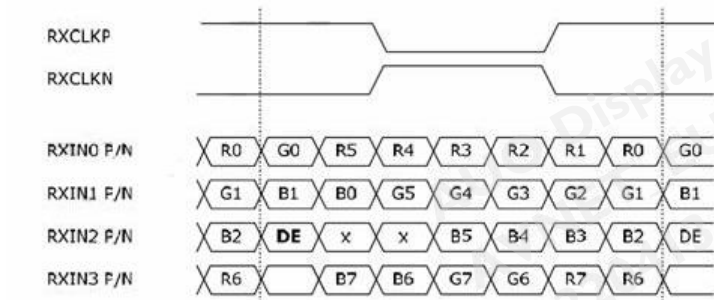 RXCLKP
RXCLKN
RXIN0 P/N R0 G0 R5 R4 R3 R2 R1 R0 G0
RXIN1 P/N G1 B1 B0 G5 G4 G3 G2 G1 B1
RXIN2 P/N B2 DE x x B5 B4 B3 B2 DE
RXIN3 P/N R6 B7 B6 G7 G6 R7 R6
AUO Display